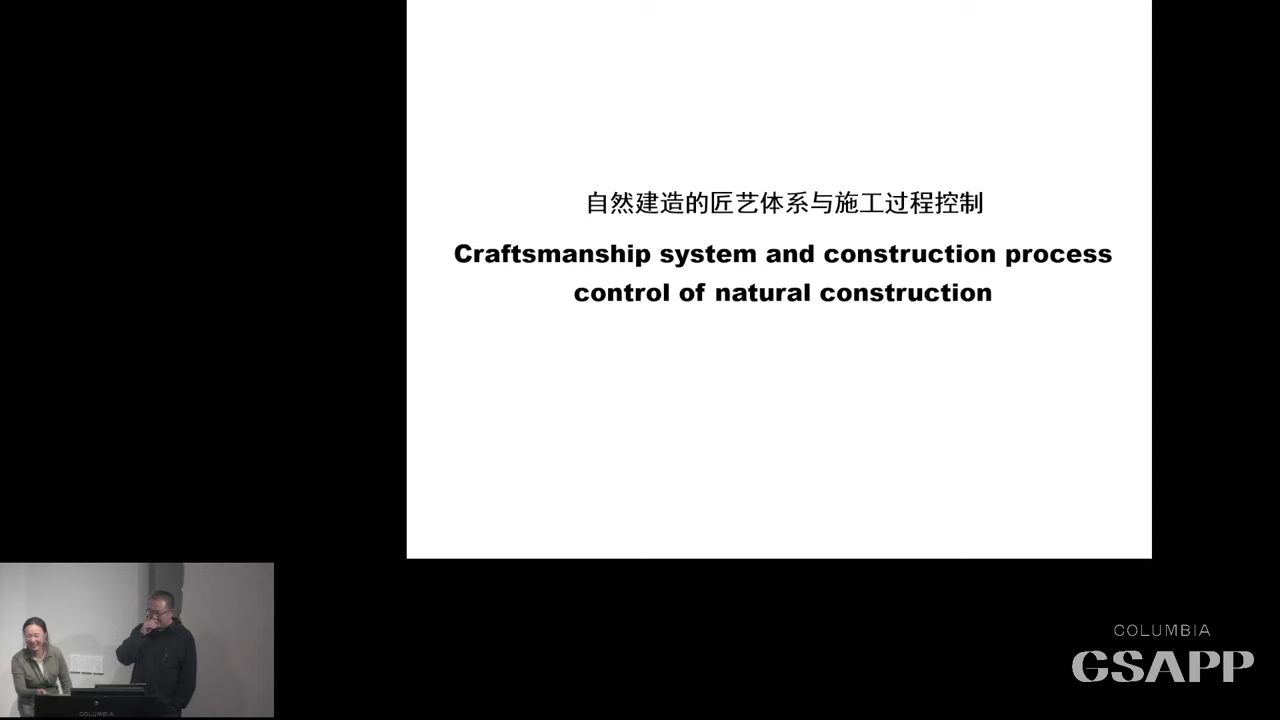 自然建造的匠艺体系与施工过程控制
Craftsmanship system and construction process
control of natural construction
COLUMBIA
GSAPP
COLUMBIA